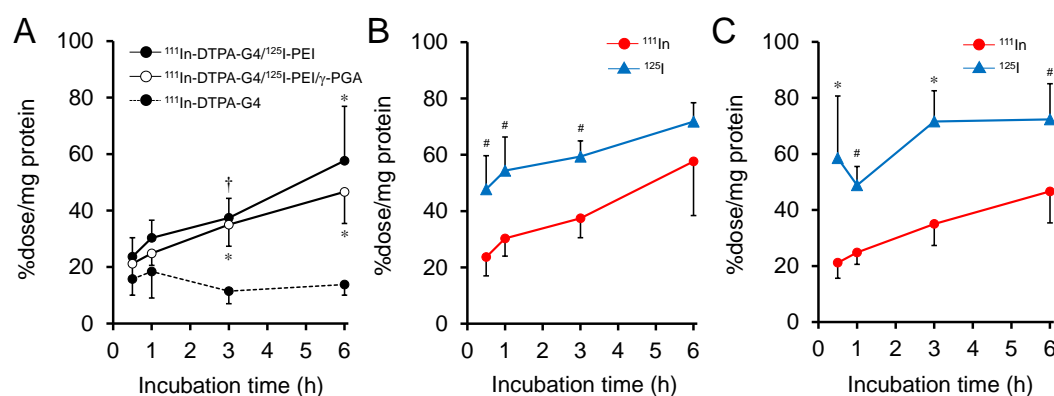 A
100
80
60
40
20
0
%dose/mg protein
¹¹¹In-DTPA-G4/¹²⁵I-PEI
¹¹¹In-DTPA-G4/¹²⁵I-PEI/γ-PGA
¹¹¹In-DTPA-G4
*
†
*
*
0 1 2 3 4 5 6
Incubation time (h)
B
100
80
60
40
20
0
%dose/mg protein
¹¹¹In
¹²⁵I
# # #
0 1 2 3 4 5 6
Incubation time (h)
C
100
80
60
40
20
0
%dose/mg protein
¹¹¹In
¹²⁵I
* # * #
0 1 2 3 4 5 6
Incubation time (h)